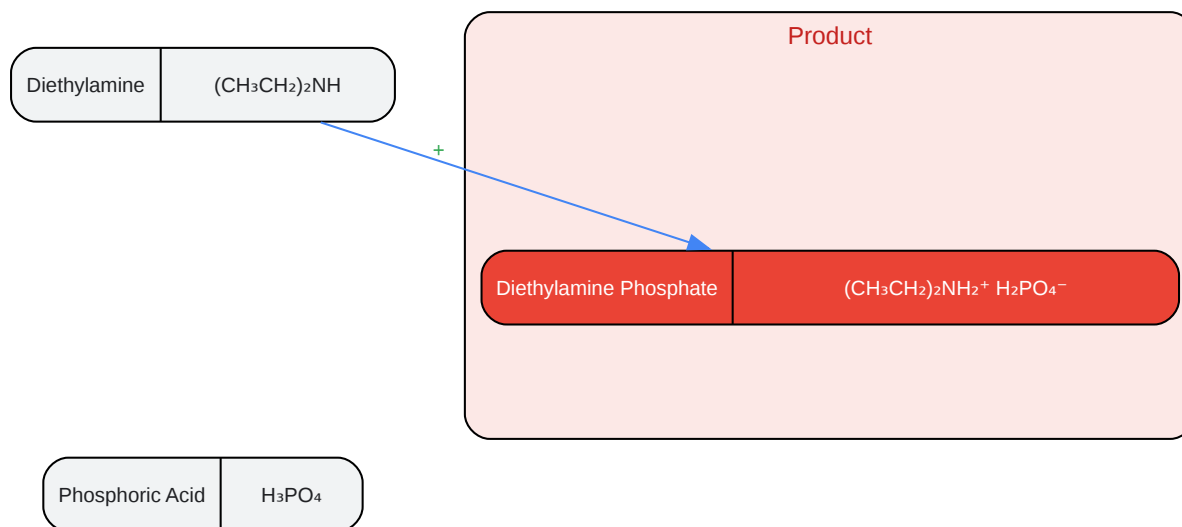 Product
Diethylamine (CH₃CH₂)₂NH
+
Diethylamine Phosphate (CH₃CH₂)₂NH₂⁺ H₂PO₄⁻
Phosphoric Acid H₃PO₄